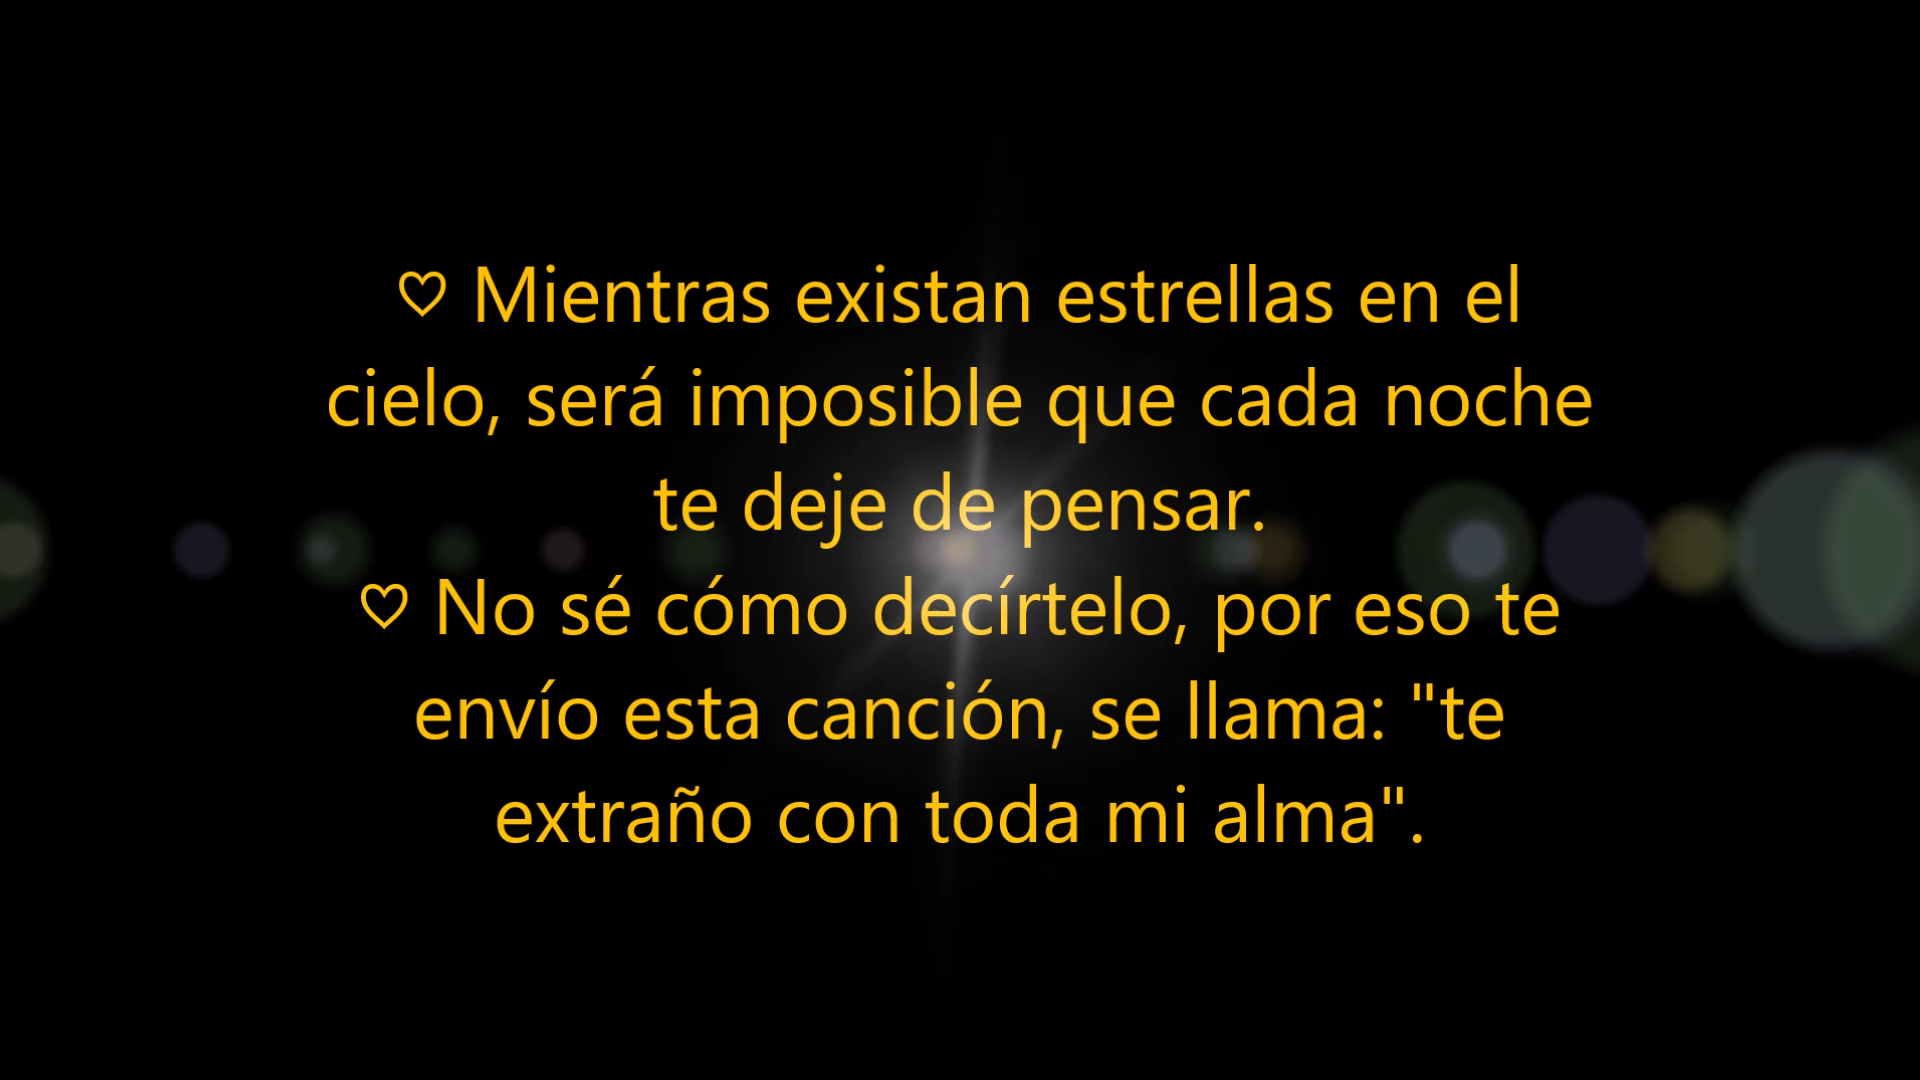 ♡ Mientras existan estrellas en el
cielo, será imposible que cada noche
te deje de pensar.
♡ No sé cómo decírtelo, por eso te
envío esta canción, se llama: "te
extraño con toda mi alma".